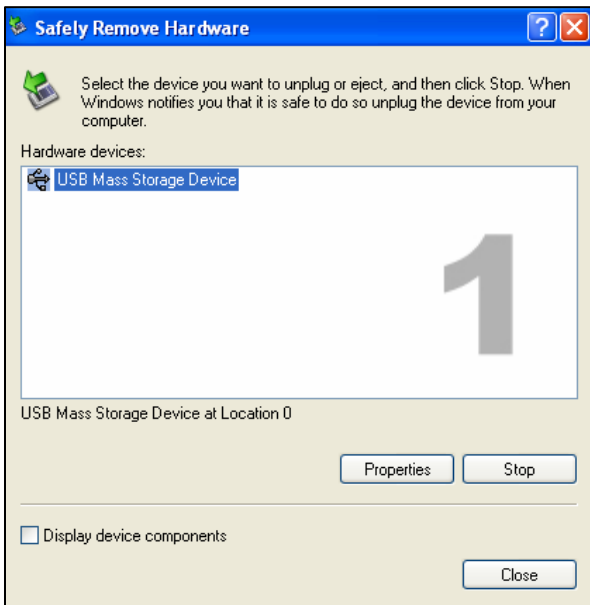 Safely Remove Hardware
Select the device you want to unplug or eject, and then click Stop. When
Windows notifies you that it is safe to do so unplug the device from your
computer.
Hardware devices:
USB Mass Storage Device
1
USB Mass Storage Device at Location 0
Properties
Stop
Display device components
Close